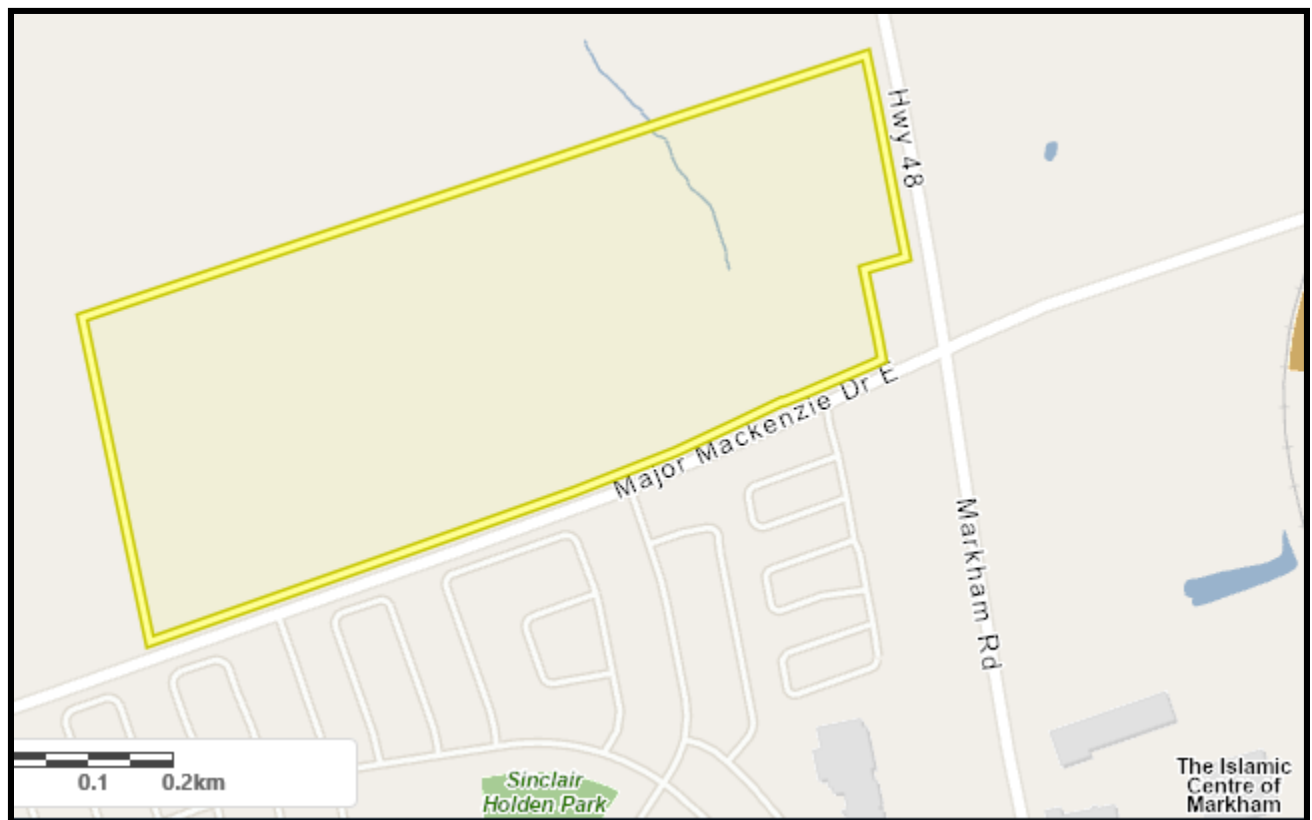 Hwy 48
Major Mackenzie Dr E
Markham Rd
0.1 0.2km
Sinclair
Holden Park
The Islamic
Centre of
Markham